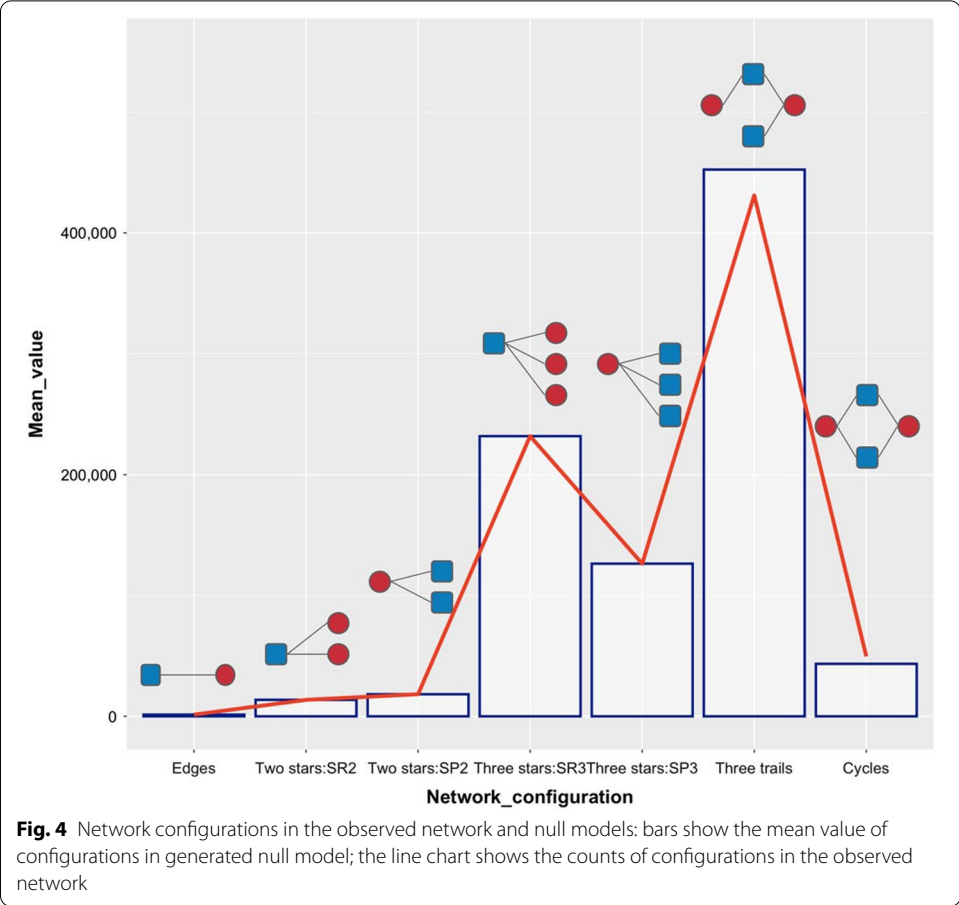 400,000
200,000
0
Mean_value
Edges
Two stars:SR2
Two stars:SP2
Three stars:SR3
Three stars:SP3
Three trails
Cycles
Network_configuration
Fig. 4 Network configurations in the observed network and null models: bars show the mean value of
configurations in generated null model; the line chart shows the counts of configurations in the observed
network